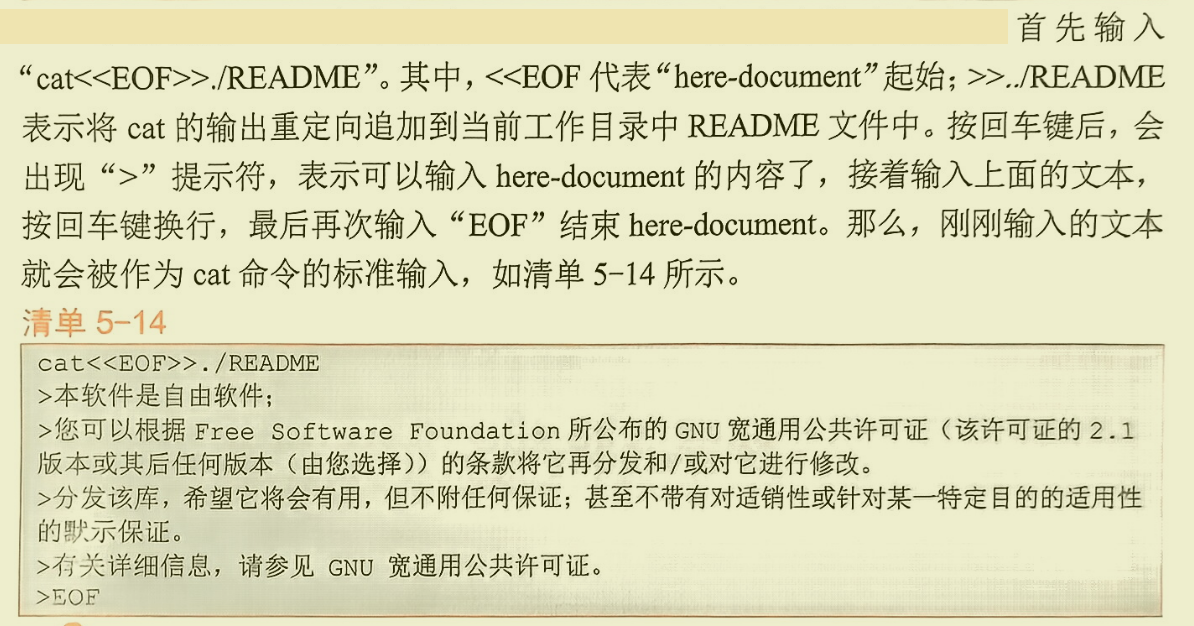 首先输入
“cat<<EOF>>./README”。其中，<<EOF 代表“here-document”起始；>>../README
表示将 cat 的输出重定向追加到当前工作目录中 README 文件中。按回车键后，会
出现“>”提示符，表示可以输入 here-document 的内容了，接着输入上面的文本，
按回车键换行，最后再次输入“EOF”结束 here-document。那么，刚刚输入的文本
就会被作为 cat 命令的标准输入，如清单 5-14 所示。
清单 5-14
cat<<EOF>>./README
>本软件是自由软件；
>您可以根据 Free Software Foundation 所公布的 GNU 宽通用公共许可证（该许可证的 2.1
版本或其后任何版本（由您选择））的条款将它再分发和/或对它进行修改。
>分发该库，希望它将会有用，但不附任何保证；甚至不带有对适销性或针对某一特定目的的适用性
的默示保证。
>有关详细信息，请参见 GNU 宽通用公共许可证。
>EOF